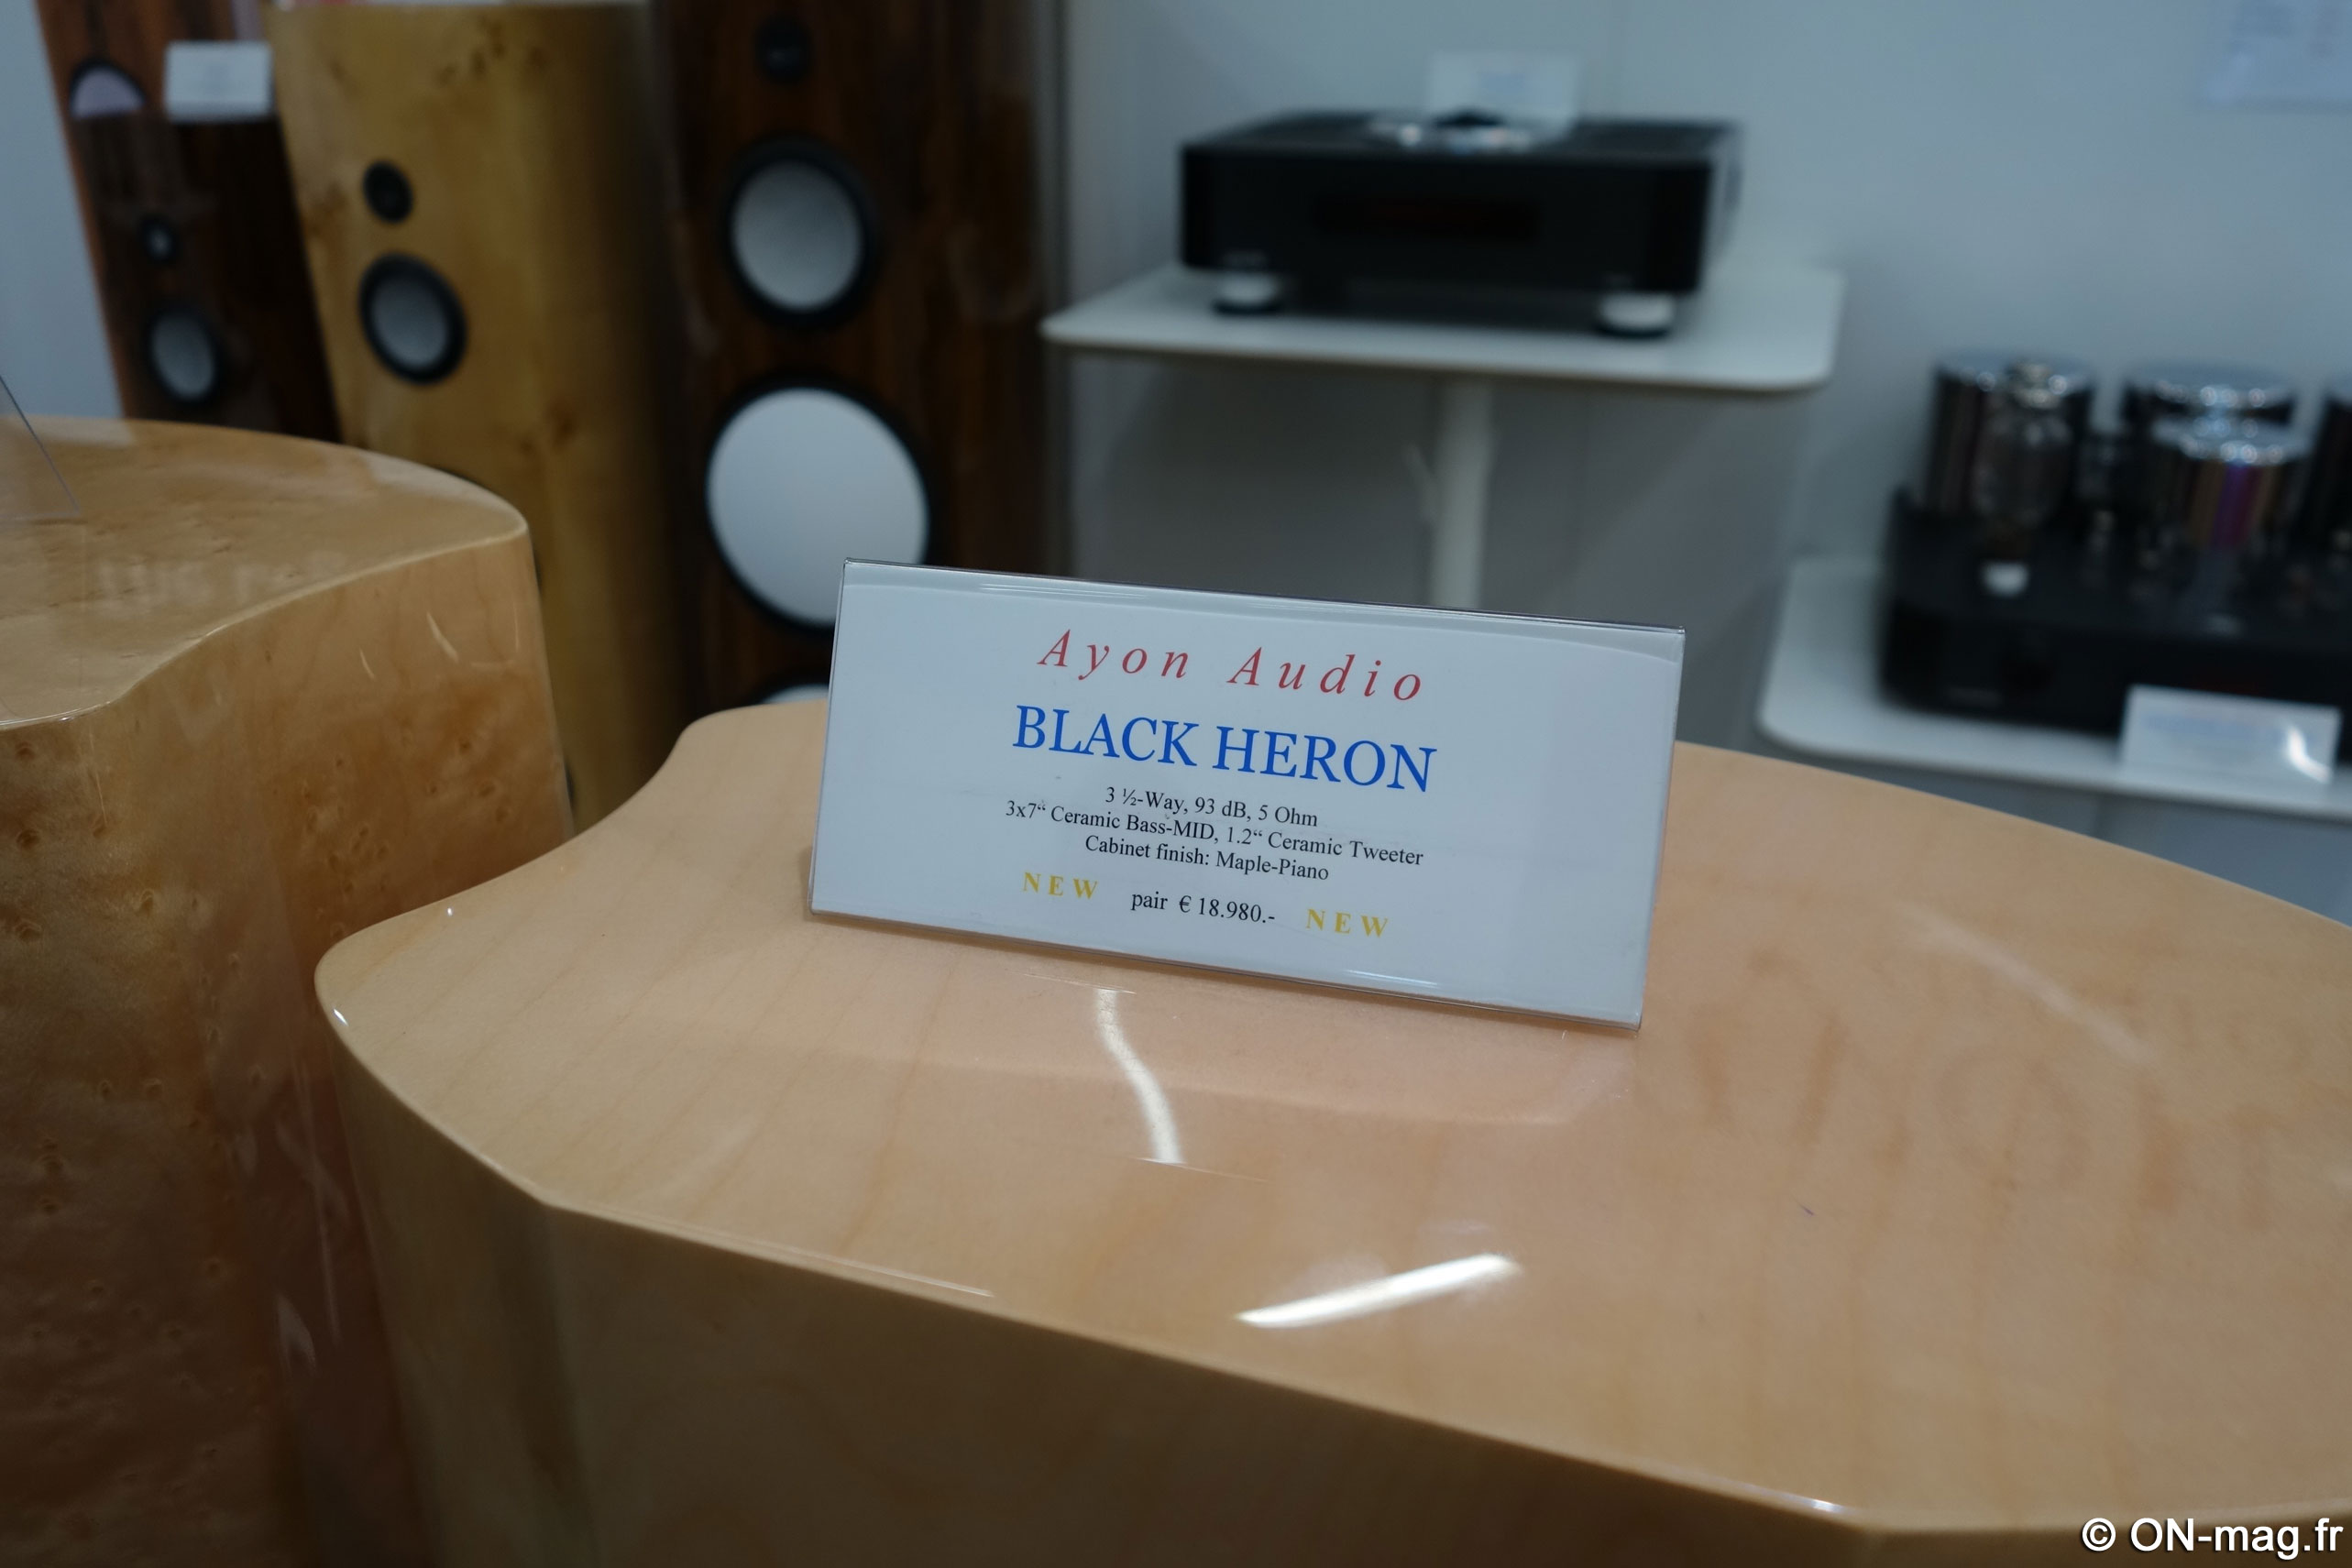 Ayon Audio
BLACK HERON
3 ½-Way, 93 dB, 5 Ohm
3x7“ Ceramic Bass-MID, 1.2“ Ceramic Tweeter
Cabinet finish: Maple-Piano
NEW pair € 18.980.- NEW
© ON-mag.fr